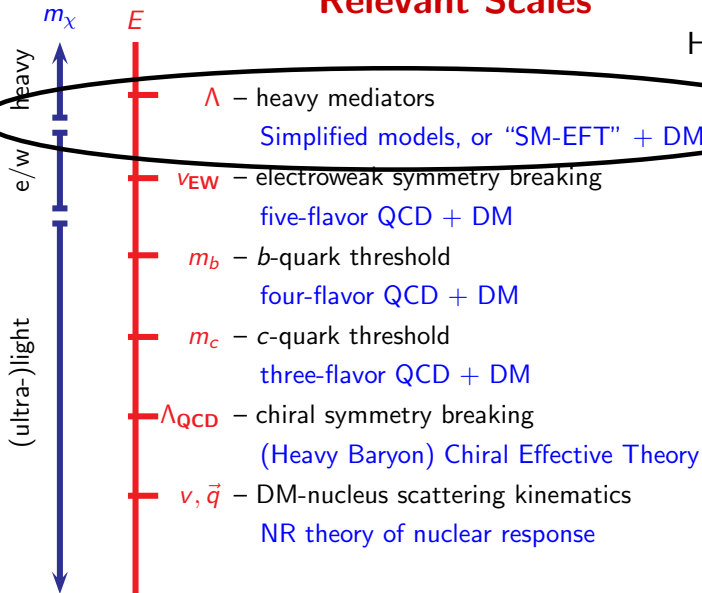 Relevant Scales
m_χ E
H
heavy
Λ – heavy mediators
Simplified models, or “SM-EFT” + DM
e/w
v_EW – electroweak symmetry breaking
five-flavor QCD + DM
m_b – b-quark threshold
four-flavor QCD + DM
(ultra-)light
m_c – c-quark threshold
three-flavor QCD + DM
Λ_QCD – chiral symmetry breaking
(Heavy Baryon) Chiral Effective Theory
v, q⃗ – DM-nucleus scattering kinematics
NR theory of nuclear response